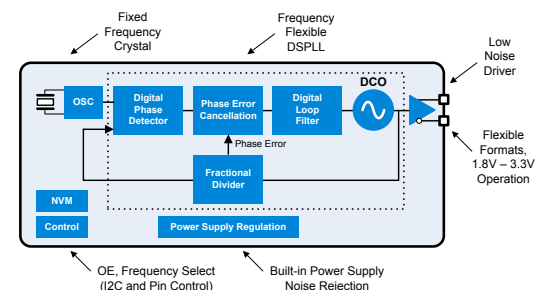 Fixed
Frequency
Crystal
Frequency
Flexible
DSPLL
Low
Noise
Driver
OSC
Digital
Phase
Detector
Phase Error
Cancellation
Digital
Loop
Filter
DCO
Phase Error
Fractional
Divider
Flexible
Formats,
1.8V – 3.3V
Operation
NVM
Control
Power Supply Regulation
OE, Frequency Select
(I2C and Pin Control)
Built-in Power Supply
Noise Rejection